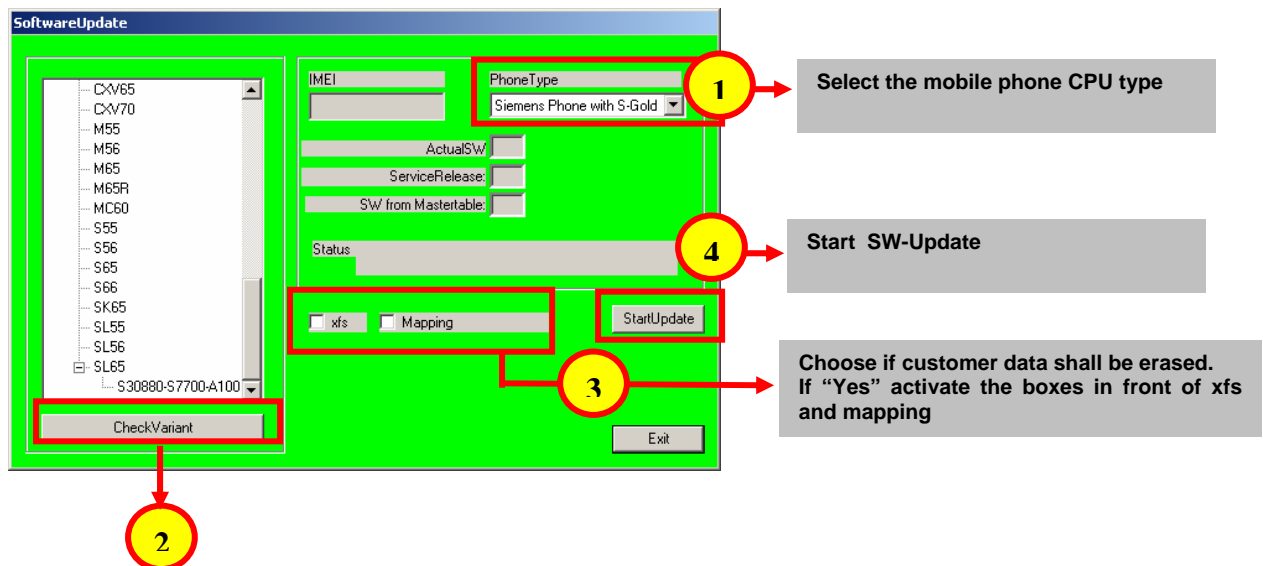 SoftwareUpdate
CXV65
CXV70
M55
M56
M65
M65R
MC60
S55
S56
S65
S66
SK65
SL55
SL56
SL65
S30880-S7700-A100
CheckVariant
IMEI
PhoneType
Siemens Phone with S-Gold
ActualSW
ServiceRelease:
SW from Mastertable:
Status
xfs
Mapping
StartUpdate
Exit
1
Select the mobile phone CPU type
4
Start SW-Update
3
Choose if customer data shall be erased.
If “Yes” activate the boxes in front of xfs
and mapping
2